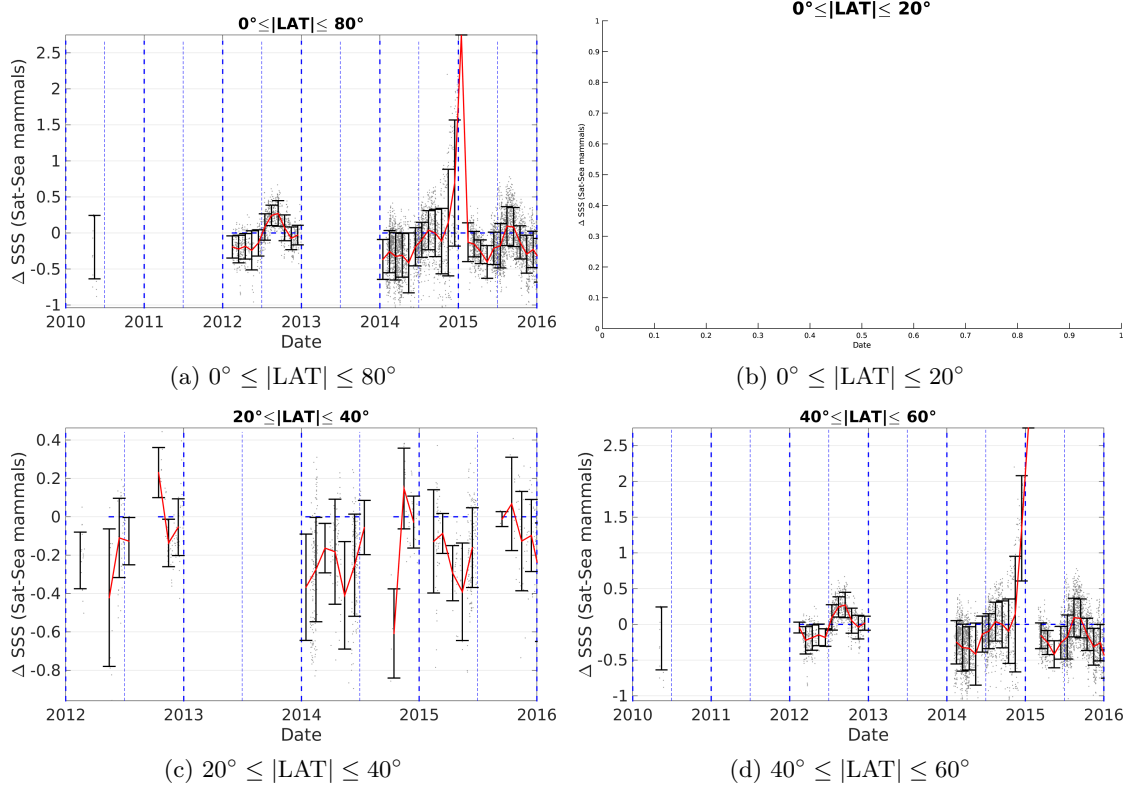 0°≤|LAT|≤ 80°
Δ SSS (Sat-Sea mammals)
2.5
2
1.5
1
0.5
0
-0.5
-1
2010 2011 2012 2013 2014 2015 2016
Date
(a) 0° ≤ |LAT| ≤ 80°
0°≤|LAT|≤ 20°
Δ SSS (Sat-Sea mammals)
1
0.9
0.8
0.7
0.6
0.5
0.4
0.3
0.2
0.1
0
0 0.1 0.2 0.3 0.4 0.5 0.6 0.7 0.8 0.9 1
Date
(b) 0° ≤ |LAT| ≤ 20°
20°≤|LAT|≤ 40°
Δ SSS (Sat-Sea mammals)
0.4
0.2
0
-0.2
-0.4
-0.6
-0.8
2012 2013 2014 2015 2016
Date
(c) 20° ≤ |LAT| ≤ 40°
40°≤|LAT|≤ 60°
Δ SSS (Sat-Sea mammals)
2.5
2
1.5
1
0.5
0
-0.5
-1
2010 2011 2012 2013 2014 2015 2016
Date
(d) 40° ≤ |LAT| ≤ 60°